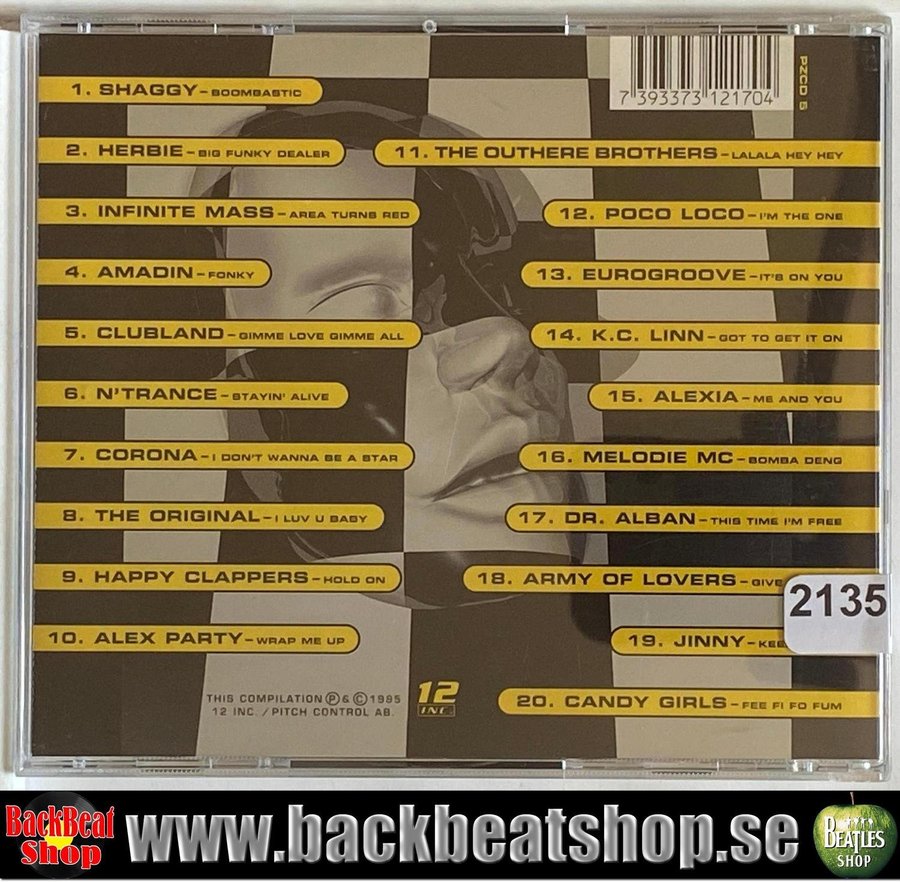 7 393373 121704
PZCD 5
1. SHAGGY – BOOMBASTIC
2. HERBIE – BIG FUNKY DEALER
3. INFINITE MASS – AREA TURNS RED
4. AMADIN – FONKY
5. CLUBLAND – GIMME LOVE GIMME ALL
6. N'TRANCE – STAYIN' ALIVE
7. CORONA – I DON'T WANNA BE A STAR
8. THE ORIGINAL – I LUV U BABY
9. HAPPY CLAPPERS – HOLD ON
10. ALEX PARTY – WRAP ME UP
11. THE OUTHERE BROTHERS – LALALA HEY HEY
12. POCO LOCO – I'M THE ONE
13. EUROGROOVE – IT'S ON YOU
14. K.C. LINN – GOT TO GET IT ON
15. ALEXIA – ME AND YOU
16. MELODIE MC – BOMBA DENG
17. DR. ALBAN – THIS TIME I'M FREE
18. ARMY OF LOVERS – GIVE
19. JINNY –
20. CANDY GIRLS – FEE FI FO FUM
2135
THIS COMPILATION Ⓟ & © 1995
12 INC. / PITCH CONTROL AB.
12
INC.
BackBeat
Shop
www.backbeatshop.se
BEATLES
SHOP